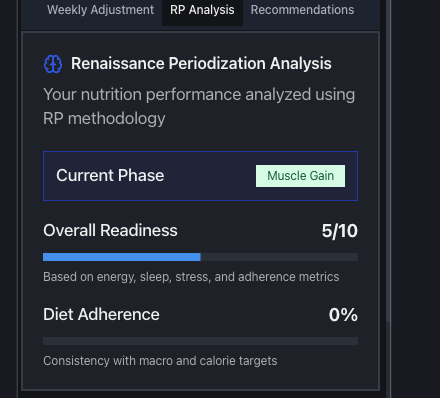 Weekly Adjustment RP Analysis Recommendations
Renaissance Periodization Analysis
Your nutrition performance analyzed using
RP methodology
Current Phase Muscle Gain
Overall Readiness 5/10
Based on energy, sleep, stress, and adherence metrics
Diet Adherence 0%
Consistency with macro and calorie targets